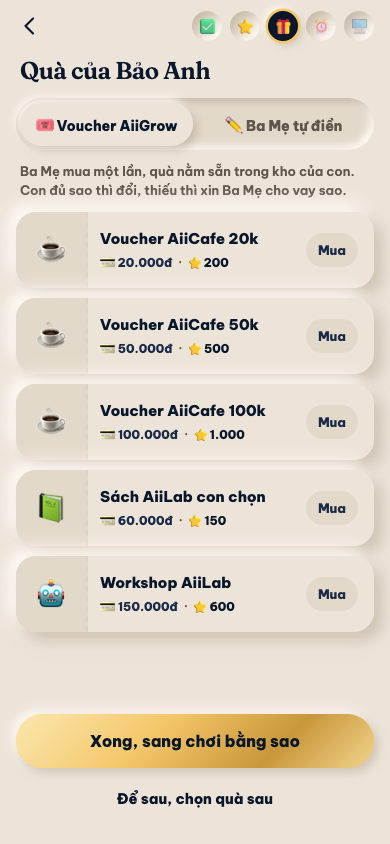 Quà của Bảo Anh
Voucher AiiGrow
Ba Mẹ tự điền
Ba Mẹ mua một lần, quà nằm sẵn trong kho của con.
Con đủ sao thì đổi, thiếu thì xin Ba Mẹ cho vay sao.
Voucher AiiCafe 20k
20.000đ · 200
Mua
Voucher AiiCafe 50k
50.000đ · 500
Mua
Voucher AiiCafe 100k
100.000đ · 1.000
Mua
Sách AiiLab con chọn
60.000đ · 150
Mua
Workshop AiiLab
150.000đ · 600
Mua
Xong, sang chơi bằng sao
Để sau, chọn quà sau